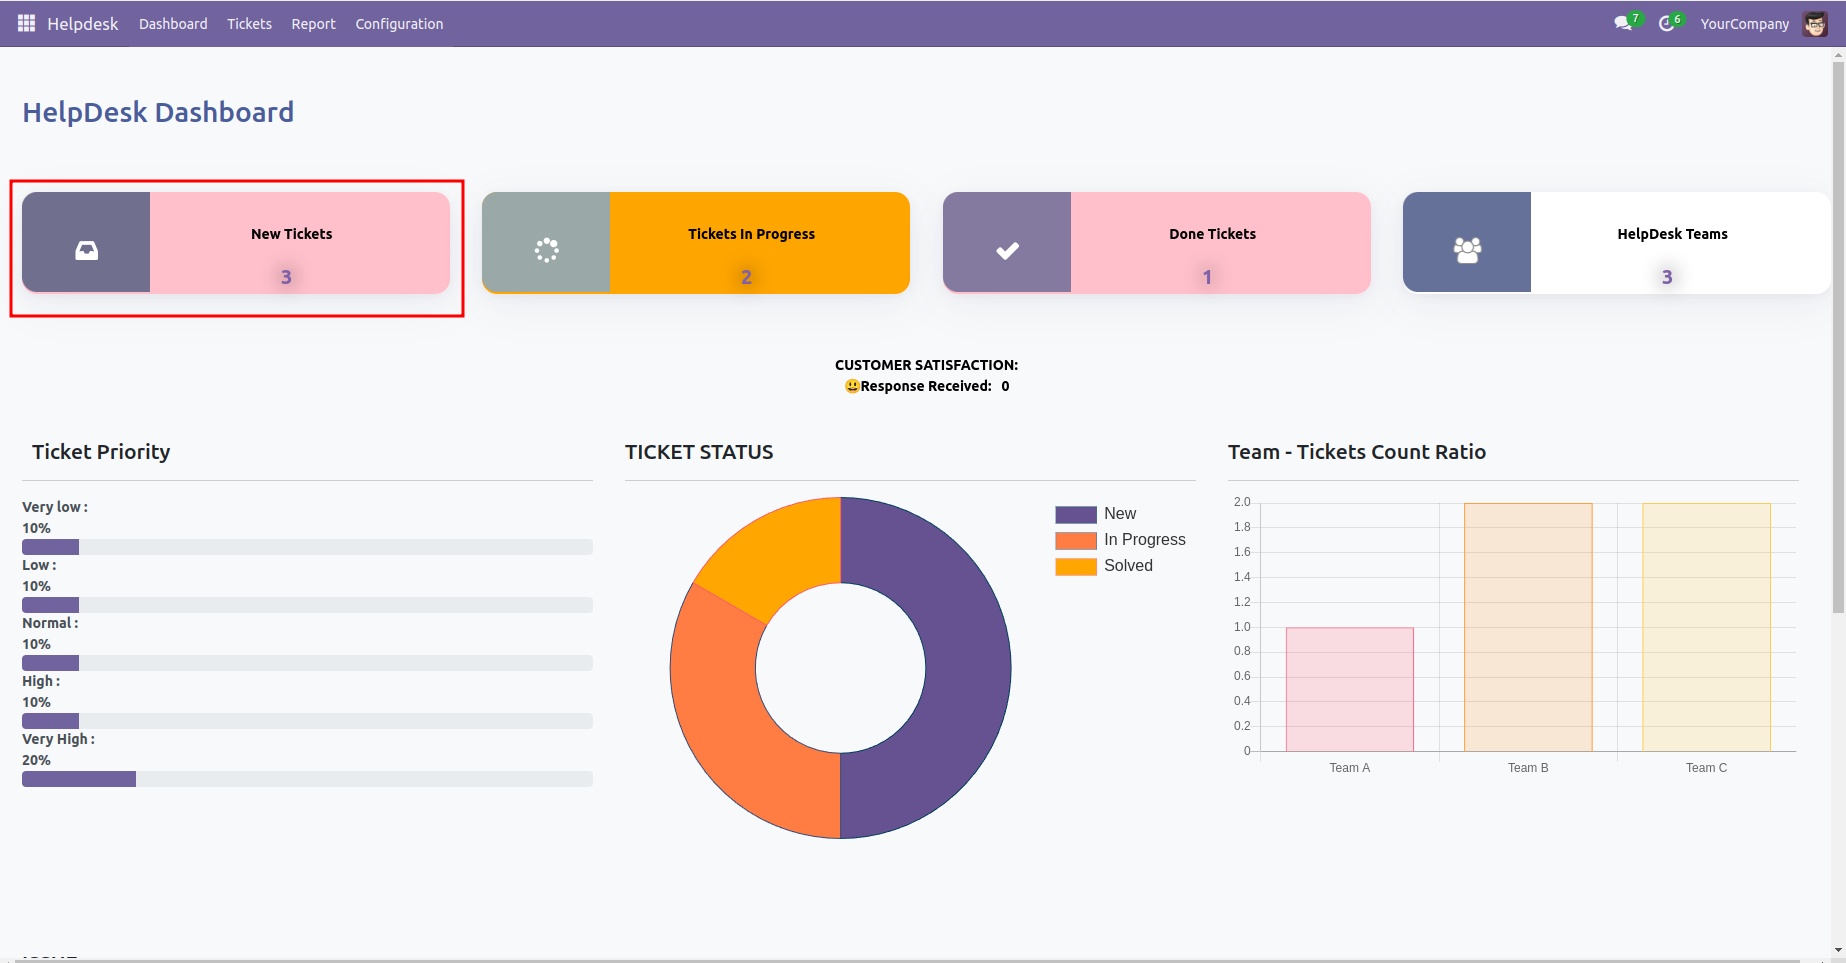 Helpdesk Dashboard Tickets Report Configuration 7 6 YourCompany
HelpDesk Dashboard
New Tickets
3
Tickets In Progress
2
Done Tickets
1
HelpDesk Teams
3
CUSTOMER SATISFACTION:
😃Response Received: 0
Ticket Priority
Very low :
10%
Low :
10%
Normal :
10%
High :
10%
Very High :
20%
TICKET STATUS
New
In Progress
Solved
Team - Tickets Count Ratio
2.0
1.8
1.6
1.4
1.2
1.0
0.8
0.6
0.4
0.2
0
Team A Team B Team C